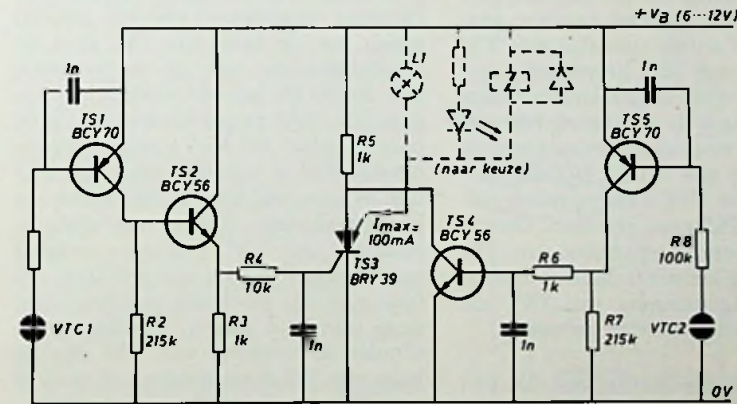 +VB (6...12V)
1n
TS1
BCY70
TS2
BCY56
R4
10k
VTC1
R2
215k
R3
1k
1n
R5
1k
L1
(naar keuze)
Imax=
100mA
TS3
BRY39
TS4
BCY56
R6
1k
1n
R7
215k
1n
TS5
BCY70
R8
100k
VTC2
0V